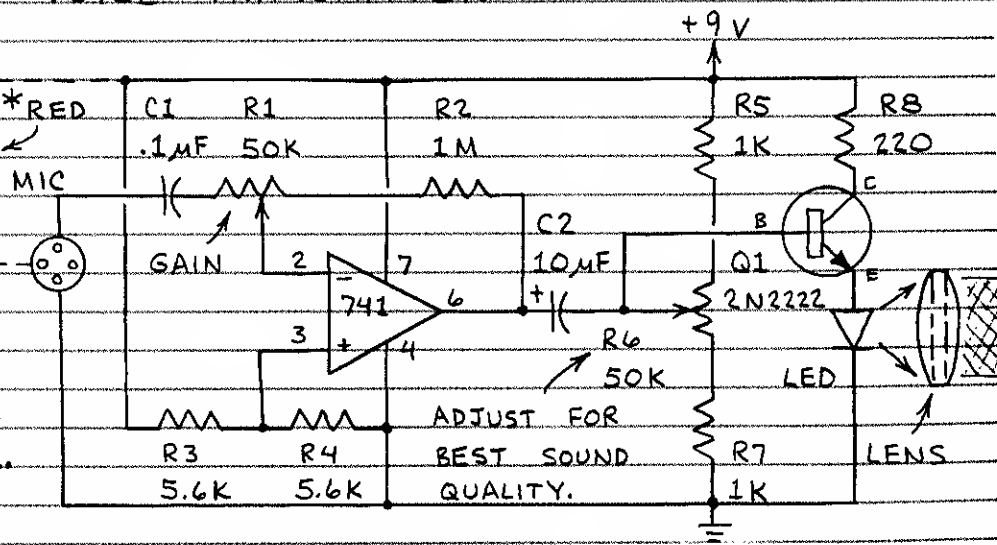 +9 V
*RED
C1
R1
R2
R5
R8
.1µF
50K
1M
1K
220
MIC
C
GAIN
C2
10µF
B
Q1
2N2222
E
2
−
7
741
6
+
3
+
4
R6
50K
LED
ADJUST FOR
BEST SOUND
QUALITY.
R3
5.6K
R4
5.6K
R7
1K
LENS